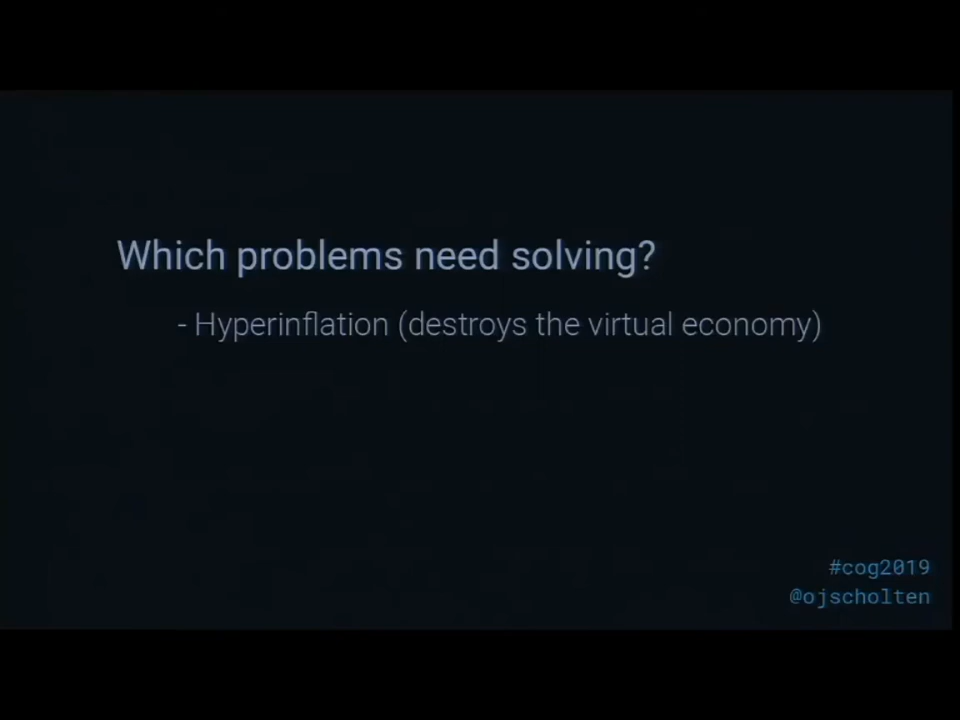 Which problems need solving?
- Hyperinflation (destroys the virtual economy)
#cog2019
@ojscholten